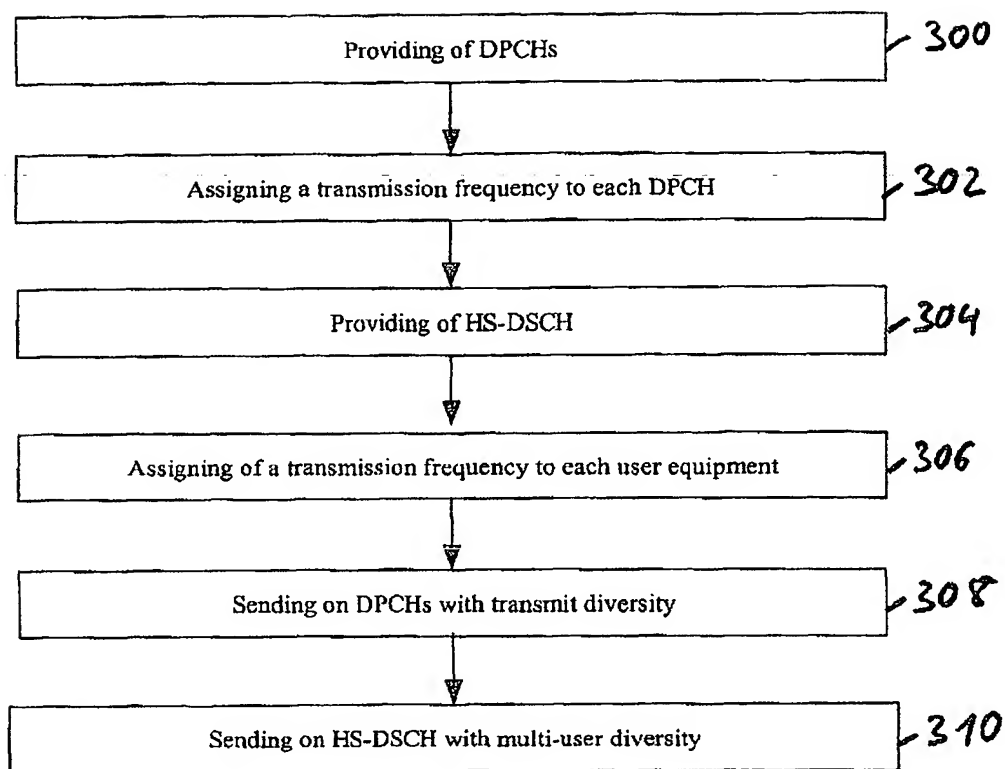 Providing of DPCHs 300
Assigning a transmission frequency to each DPCH 302
Providing of HS-DSCH 304
Assigning of a transmission frequency to each user equipment 306
Sending on DPCHs with transmit diversity 308
Sending on HS-DSCH with multi-user diversity 310